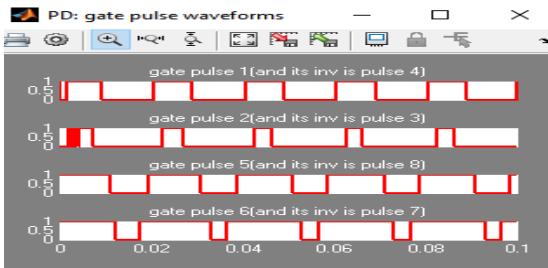 PD: gate pulse waveforms
gate pulse 1(and its inv is pulse 4)
1
0.5
0
gate pulse 2(and its inv is pulse 3)
1
0.5
0
gate pulse 5(and its inv is pulse 8)
1
0.5
0
gate pulse 6(and its inv is pulse 7)
1
0.5
0
0 0.02 0.04 0.06 0.08 0.1